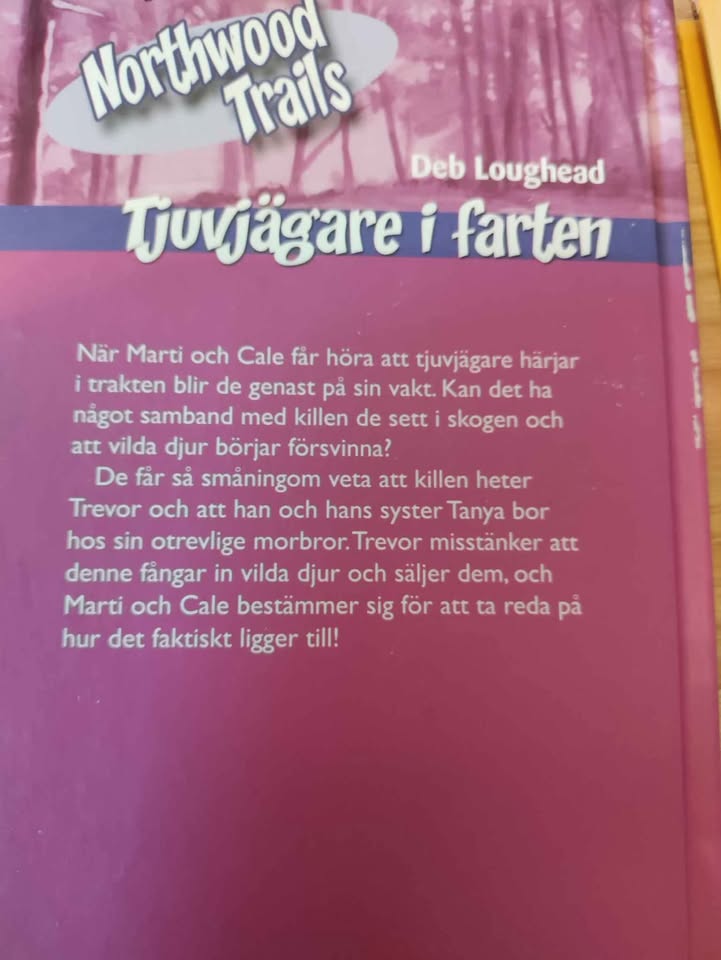 Northwood
Trails
Deb Loughead
Tjuvjägare i farten
När Marti och Cale får höra att tjuvjägare härjar
i trakten blir de genast på sin vakt. Kan det ha
något samband med killen de sett i skogen och
att vilda djur börjar försvinna?
De får så småningom veta att killen heter
Trevor och att han och hans syster Tanya bor
hos sin otrevlige morbror. Trevor misstänker att
denne fångar in vilda djur och säljer dem, och
Marti och Cale bestämmer sig för att ta reda på
hur det faktiskt ligger till!